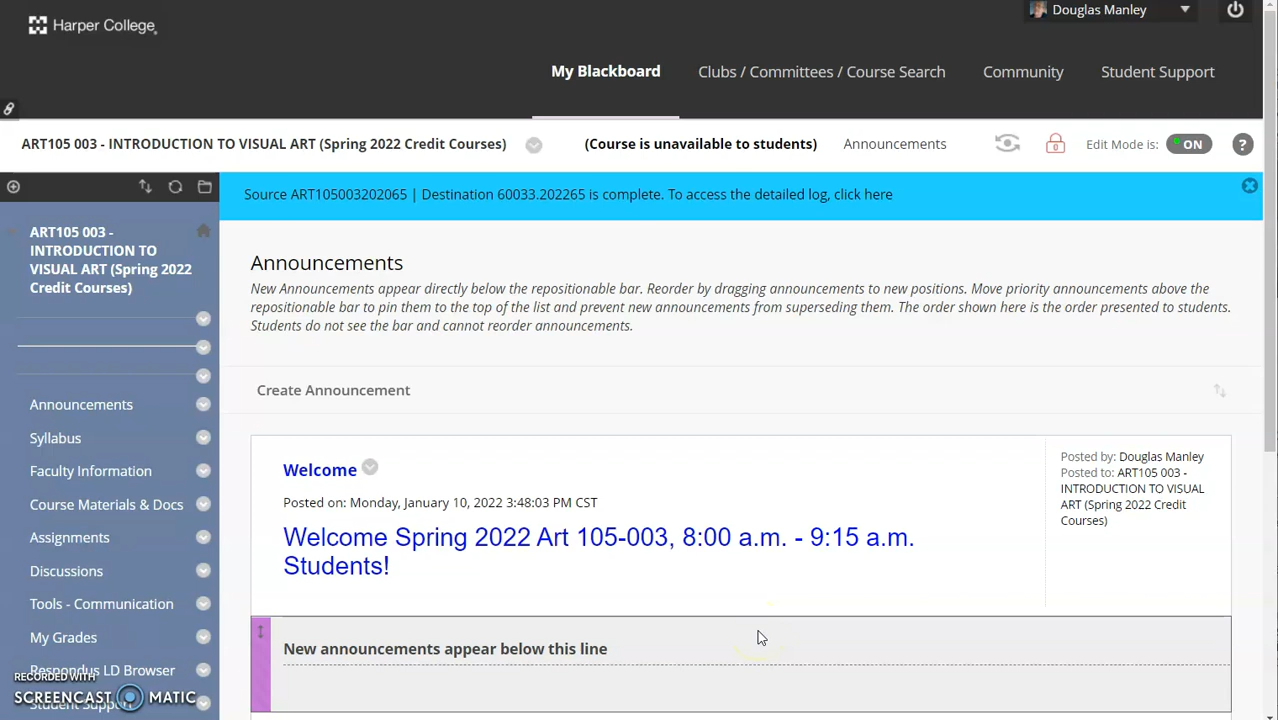 Harper College
Douglas Manley
My Blackboard
Clubs / Committees / Course Search
Community
Student Support
ART105 003 - INTRODUCTION TO VISUAL ART (Spring 2022 Credit Courses)
(Course is unavailable to students)
Announcements
Edit Mode is:
ON
?
Source ART105003202065 | Destination 60033.202265 is complete. To access the detailed log, click here
ART105 003 -
INTRODUCTION TO
VISUAL ART (Spring 2022
Credit Courses)
Announcements
Syllabus
Faculty Information
Course Materials & Docs
Assignments
Discussions
Tools - Communication
My Grades
Respondus LD Browser
Student Support
RECORDED WITH
SCREENCAST MATIC
Announcements
New Announcements appear directly below the repositionable bar. Reorder by dragging announcements to new positions. Move priority announcements above the
repositionable bar to pin them to the top of the list and prevent new announcements from superseding them. The order shown here is the order presented to students.
Students do not see the bar and cannot reorder announcements.
Create Announcement
Welcome
Posted on: Monday, January 10, 2022 3:48:03 PM CST
Welcome Spring 2022 Art 105-003, 8:00 a.m. - 9:15 a.m.
Students!
Posted by: Douglas Manley
Posted to: ART105 003 -
INTRODUCTION TO VISUAL
ART (Spring 2022 Credit
Courses)
New announcements appear below this line